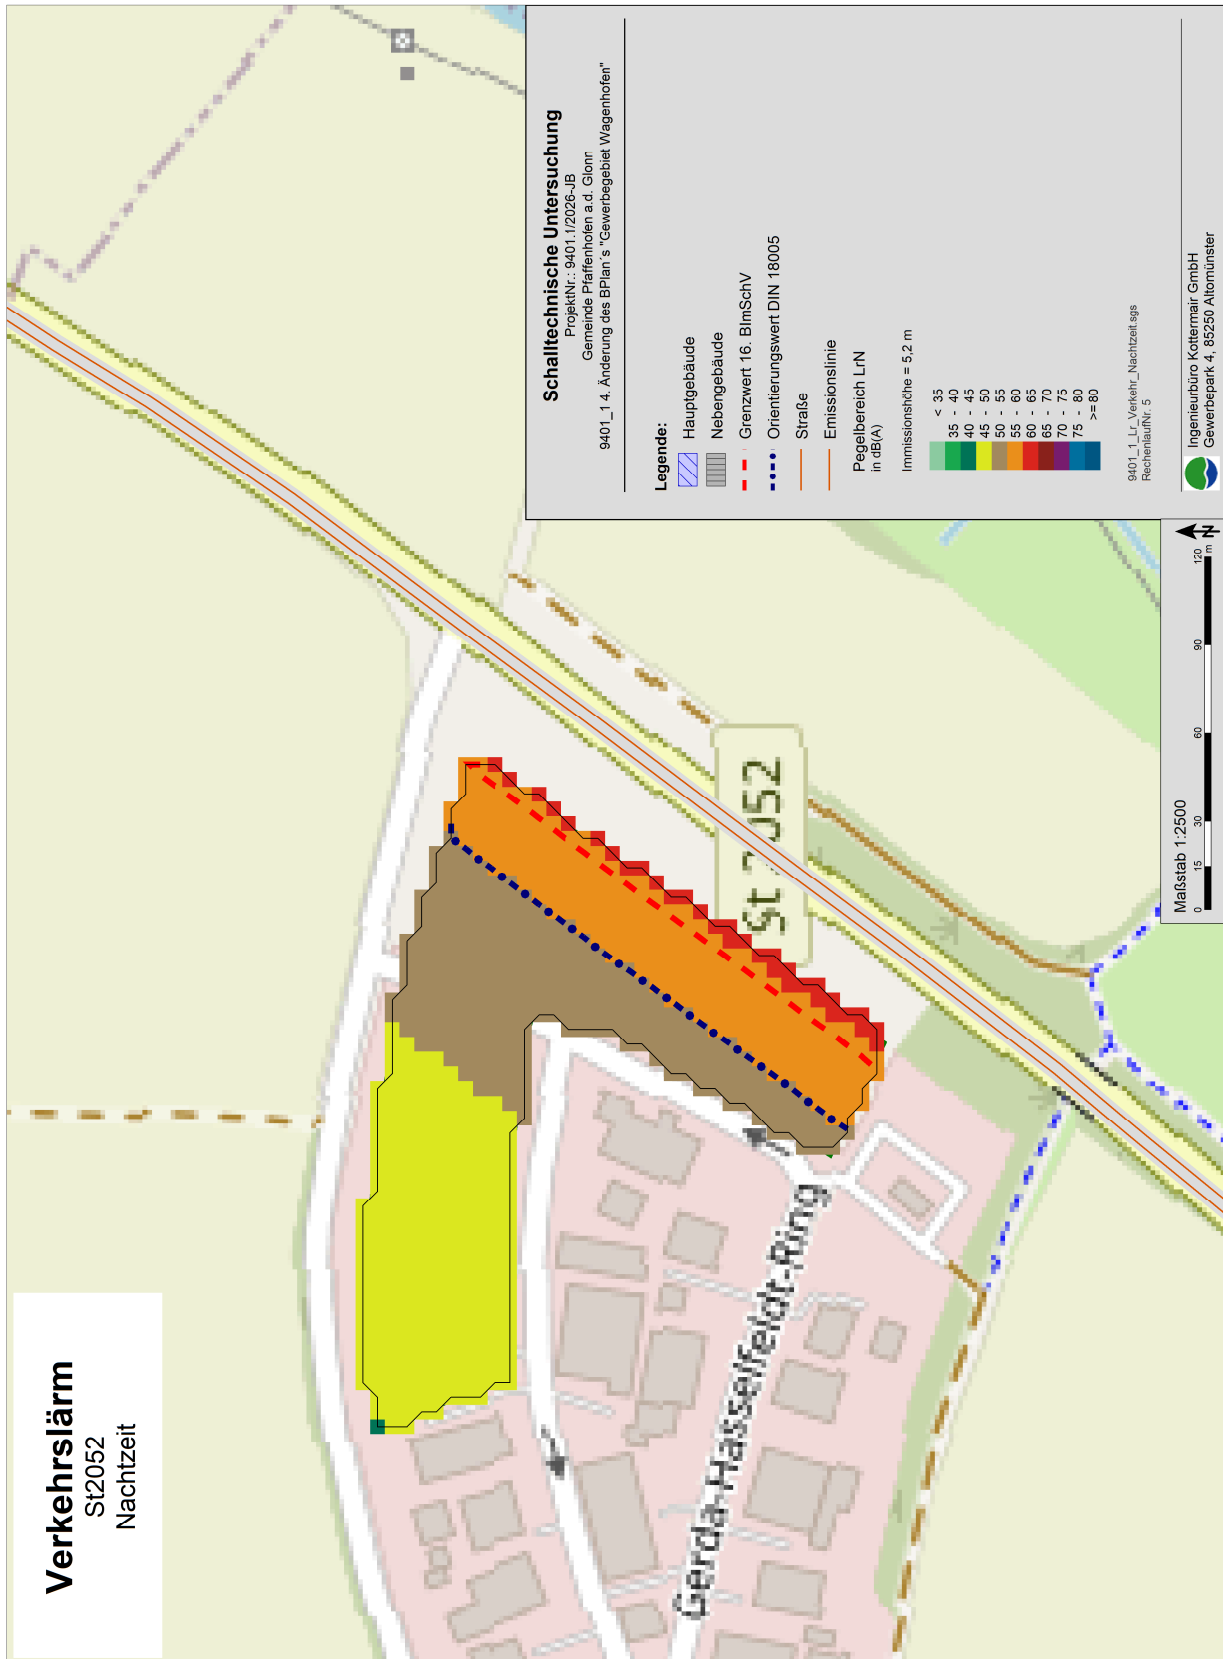 Verkehrslärm
St2052
Nachtzeit
Gerda-Hasselfeldt-Ring
Schalltechnische Untersuchung
ProjektNr.: 9401.1/2026-JB
Gemeinde Pfaffenhofen a.d. Glonn
9401_1 4. Änderung des BPlan`s "Gewerbegebiet Wagenhofen"
Legende:
Hauptgebäude
Nebengebäude
Grenzwert 16. BImSchV
Orientierungswert DIN 18005
Straße
Emissionslinie
Pegelbereich LrN
in dB(A)
Immissionshöhe = 5,2 m
< 35
35 - 40
40 - 45
45 - 50
50 - 55
55 - 60
60 - 65
65 - 70
70 - 75
75 - 80
>= 80
9401_1_Lr_Verkehr_Nachtzeit.sgs
RechenlaufNr. 5
Ingenieurbüro Kottermair GmbH
Gewerbepark 4, 85250 Altomünster
Maßstab 1:2500
0 15 30 60 90 120
m
N